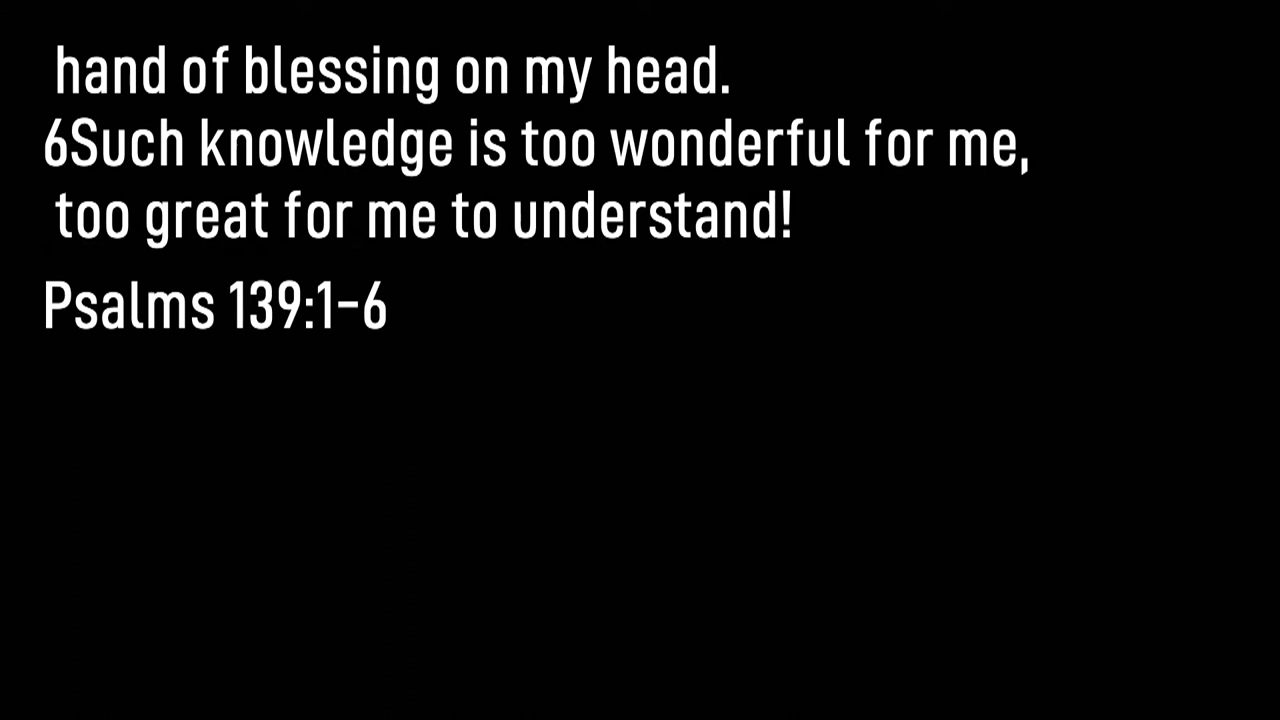 hand of blessing on my head.
6Such knowledge is too wonderful for me,
too great for me to understand!
Psalms 139:1-6